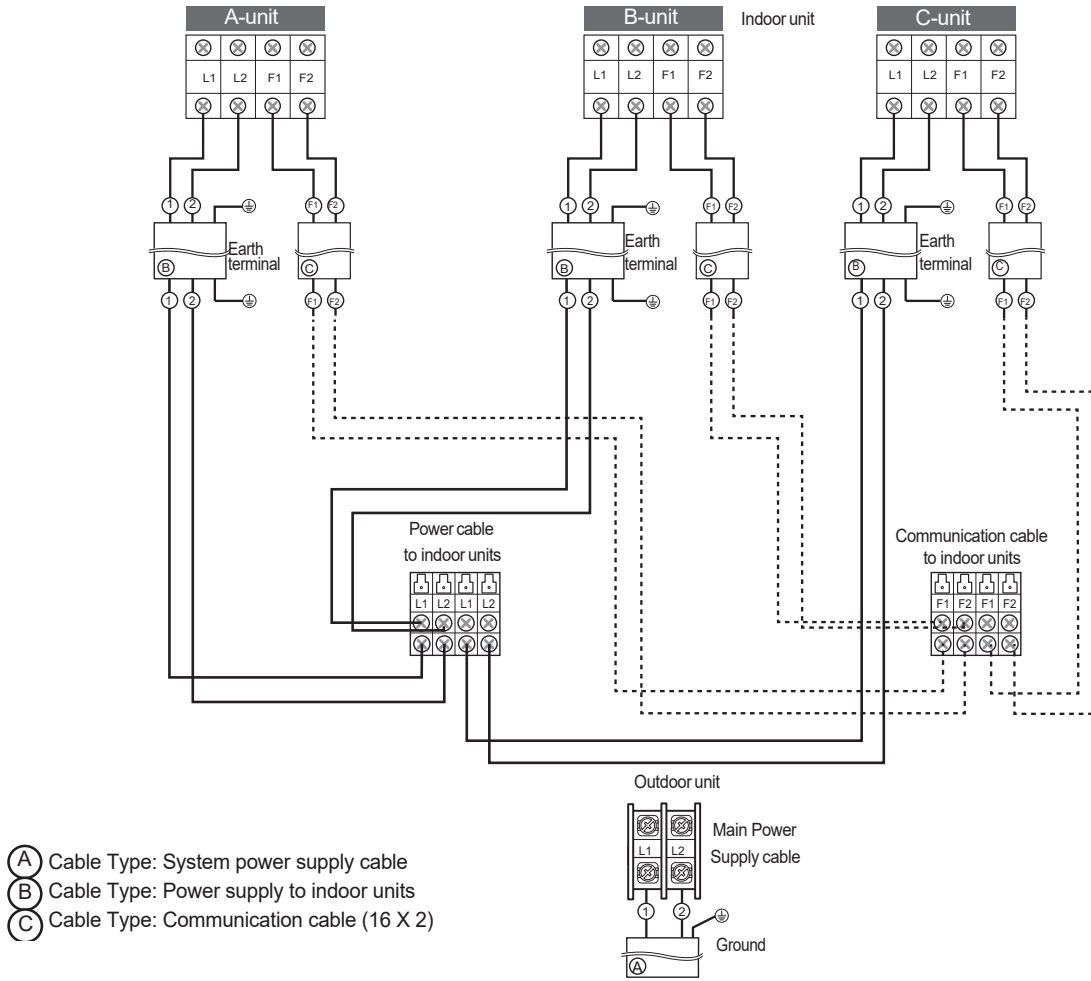 A-unit
B-unit
Indoor unit
C-unit
L1 L2 F1 F2
L1 L2 F1 F2
L1 L2 F1 F2
1 2 F1 F2
1 2 F1 F2
1 2 F1 F2
Earth
terminal
B
C
Earth
terminal
B
C
Earth
terminal
B
C
1 2 F1 F2
1 2 F1 F2
1 2 F1 F2
Power cable
to indoor units
L1 L2 L1 L2
Communication cable
to indoor units
F1 F2 F1 F2
Outdoor unit
L1 L2
Main Power
Supply cable
1 2
Ground
A
A Cable Type: System power supply cable
B Cable Type: Power supply to indoor units
C Cable Type: Communication cable (16 X 2)